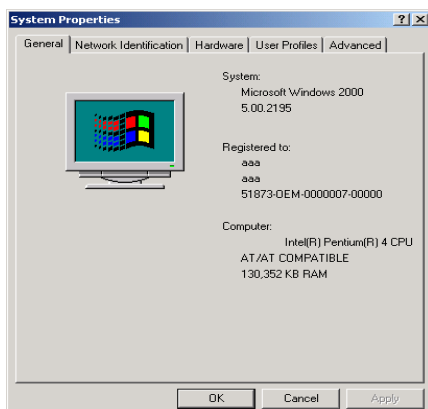 System Properties
General Network Identification Hardware User Profiles Advanced
System:
Microsoft Windows 2000
5.00.2195
Registered to:
aaa
aaa
51873-OEM-0000007-00000
Computer:
Intel(R) Pentium(R) 4 CPU
AT/AT COMPATIBLE
130,352 KB RAM
OK Cancel Apply